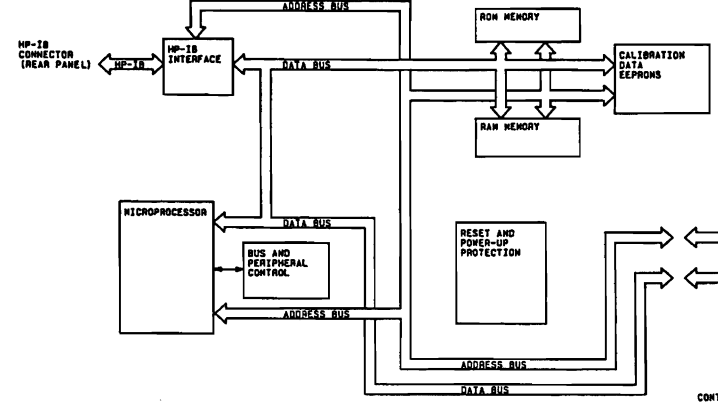 ADDRESS BUS
ROM MEMORY
HP-IB
CONNECTOR
(REAR PANEL)
HP-IB
HP-IB
INTERFACE
DATA BUS
CALIBRATION
DATA
EEPROMS
RAM MEMORY
MICROPROCESSOR
DATA BUS
BUS AND
PERIPHERAL
CONTROL
RESET AND
POWER-UP
PROTECTION
ADDRESS BUS
ADDRESS BUS
DATA BUS
CONT